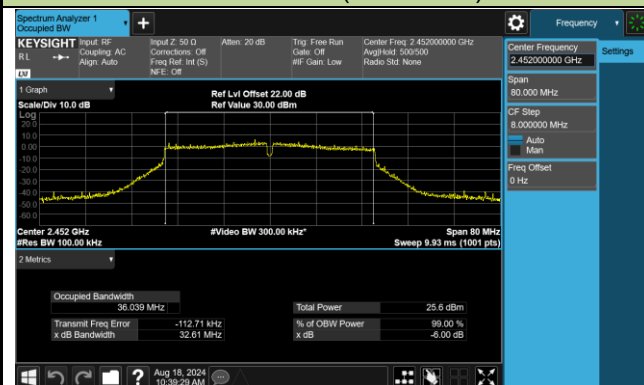 Spectrum Analyzer 1
Occupied BW
Frequency
KEYSIGHT
R L
LXI
Input: RF
Coupling: AC
Align: Auto
Input Z: 50 Ω
Corrections: Off
Freq Ref: Int (S)
NFE: Off
Atten: 20 dB
Trig: Free Run
Gate: Off
#IF Gain: Low
Center Freq: 2.452000000 GHz
Avg|Hold: 500/500
Radio Std: None
Center Frequency
2.452000000 GHz
Settings
Span
80.000 MHz
CF Step
8.000000 MHz
Auto
Man
Freq Offset
0 Hz
1 Graph
Scale/Div 10.0 dB
Ref Lvl Offset 22.00 dB
Ref Value 30.00 dBm
Log
20.0
10.0
0.00
-10.0
-20.0
-30.0
-40.0
-50.0
-60.0
Center 2.452 GHz
#Video BW 300.00 kHz*
Span 80 MHz
#Res BW 100.00 kHz
Sweep 9.93 ms (1001 pts)
2 Metrics
Occupied Bandwidth
36.039 MHz
Total Power 25.6 dBm
Transmit Freq Error -112.71 kHz
% of OBW Power 99.00 %
x dB Bandwidth 32.61 MHz
x dB -6.00 dB
Aug 18, 2024
10:39:29 AM